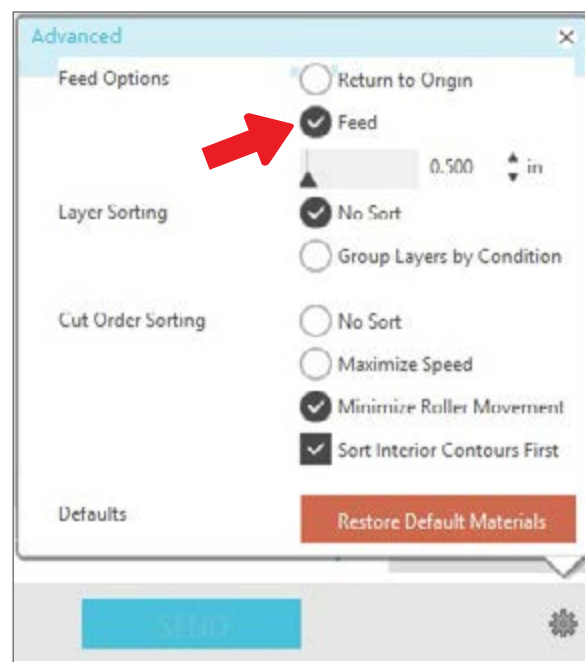 Advanced
Feed Options
Return to Origin
Feed
0.500 in
Layer Sorting
No Sort
Group Layers by Condition
Cut Order Sorting
No Sort
Maximize Speed
Minimize Roller Movement
Sort Interior Contours First
Defaults
Restore Default Materials
SEND